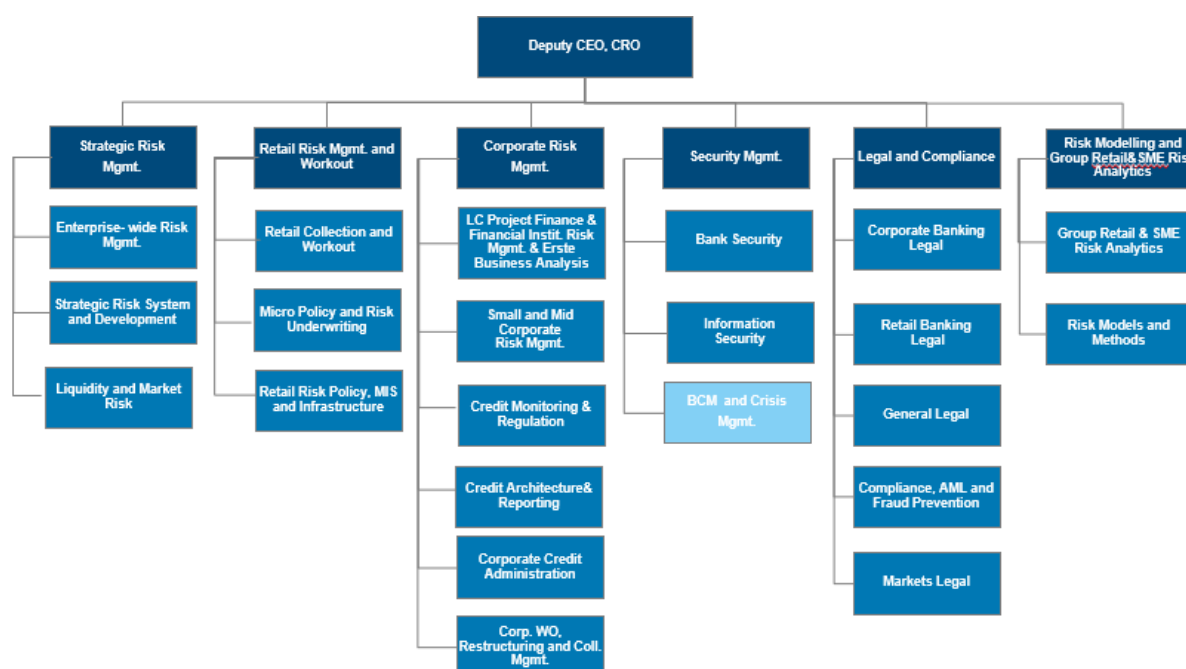 Deputy CEO, CRO
Strategic Risk
Mgmt.
Enterprise- wide Risk
Mgmt.
Strategic Risk System
and Development
Liquidity and Market
Risk
Retail Risk Mgmt. and
Workout
Retail Collection and
Workout
Micro Policy and Risk
Underwriting
Retail Risk Policy, MIS
and Infrastructure
Corporate Risk
Mgmt.
LC Project Finance &
Financial Instit. Risk
Mgmt. & Erste
Business Analysis
Small and Mid
Corporate
Risk Mgmt.
Credit Monitoring &
Regulation
Credit Architecture&
Reporting
Corporate Credit
Administration
Corp. WO,
Restructuring and Coll.
Mgmt.
Security Mgmt.
Bank Security
Information
Security
BCM and Crisis
Mgmt.
Legal and Compliance
Corporate Banking
Legal
Retail Banking
Legal
General Legal
Compliance, AML and
Fraud Prevention
Markets Legal
Risk Modelling and
Group Retail&SME Ris
Analytics
Group Retail & SME
Risk Analytics
Risk Models and
Methods